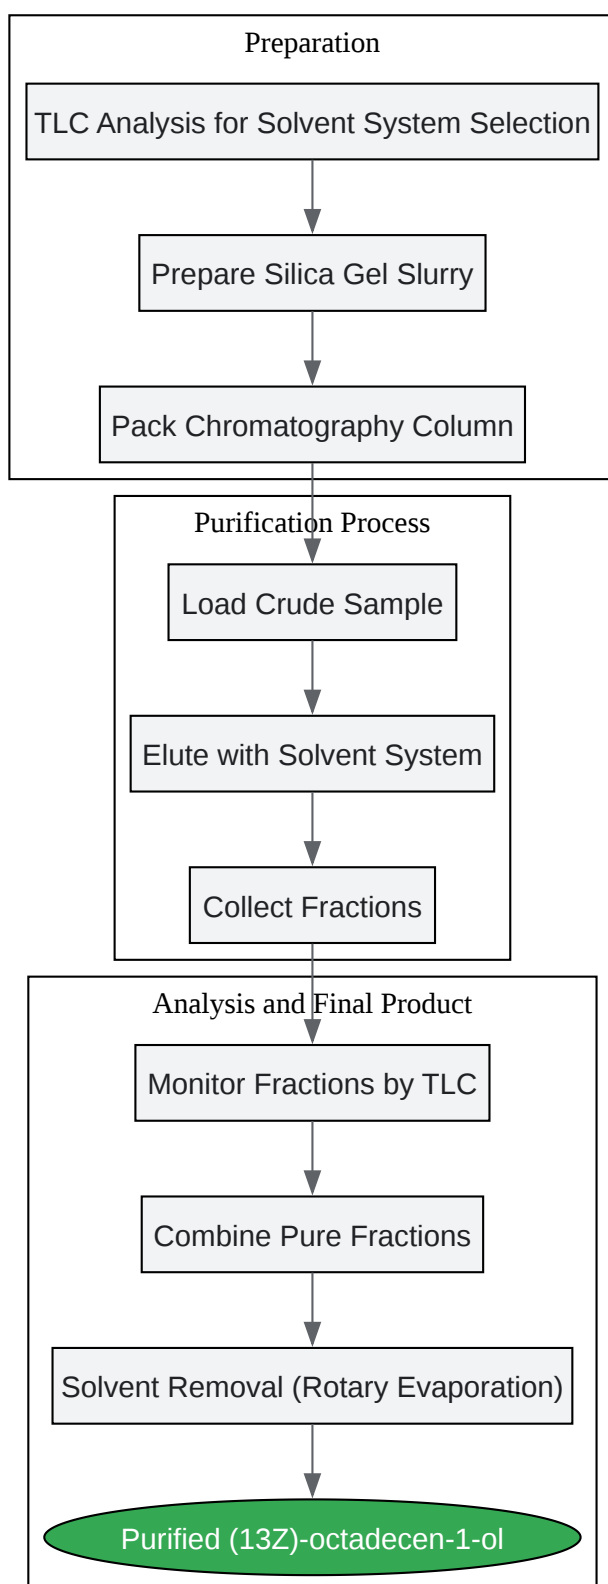 Preparation
TLC Analysis for Solvent System Selection
Prepare Silica Gel Slurry
Pack Chromatography Column
Purification Process
Load Crude Sample
Elute with Solvent System
Collect Fractions
Analysis and Final Product
Monitor Fractions by TLC
Combine Pure Fractions
Solvent Removal (Rotary Evaporation)
Purified (13Z)-octadecen-1-ol